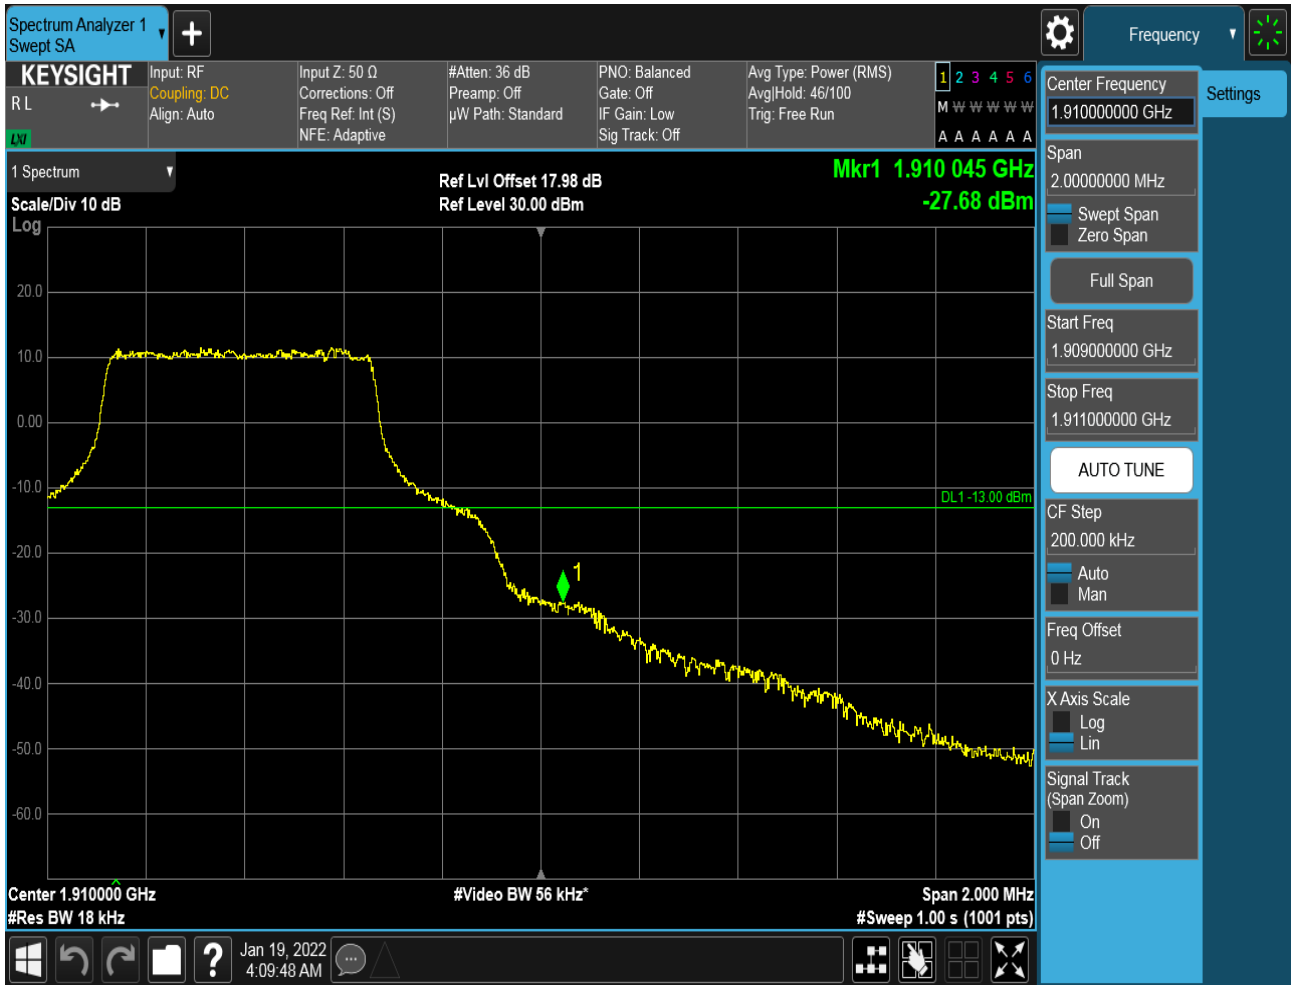 Spectrum Analyzer 1
Swept SA
Frequency
KEYSIGHT
R L
LXI
Input: RF
Coupling: DC
Align: Auto
Input Z: 50 Ω
Corrections: Off
Freq Ref: Int (S)
NFE: Adaptive
#Atten: 36 dB
Preamp: Off
µW Path: Standard
PNO: Balanced
Gate: Off
IF Gain: Low
Sig Track: Off
Avg Type: Power (RMS)
Avg|Hold: 46/100
Trig: Free Run
1 2 3 4 5 6
M W W W W W
A A A A A A
1 Spectrum
Scale/Div 10 dB
Log
Ref Lvl Offset 17.98 dB
Ref Level 30.00 dBm
Mkr1 1.910 045 GHz
-27.68 dBm
20.0
10.0
0.00
-10.0
-20.0
-30.0
-40.0
-50.0
-60.0
DL1 -13.00 dBm
1
Center 1.910000 GHz
#Res BW 18 kHz
#Video BW 56 kHz*
Span 2.000 MHz
#Sweep 1.00 s (1001 pts)
Jan 19, 2022
4:09:48 AM
?
Center Frequency
1.910000000 GHz
Settings
Span
2.00000000 MHz
Swept Span
Zero Span
Full Span
Start Freq
1.909000000 GHz
Stop Freq
1.911000000 GHz
AUTO TUNE
CF Step
200.000 kHz
Auto
Man
Freq Offset
0 Hz
X Axis Scale
Log
Lin
Signal Track
(Span Zoom)
On
Off